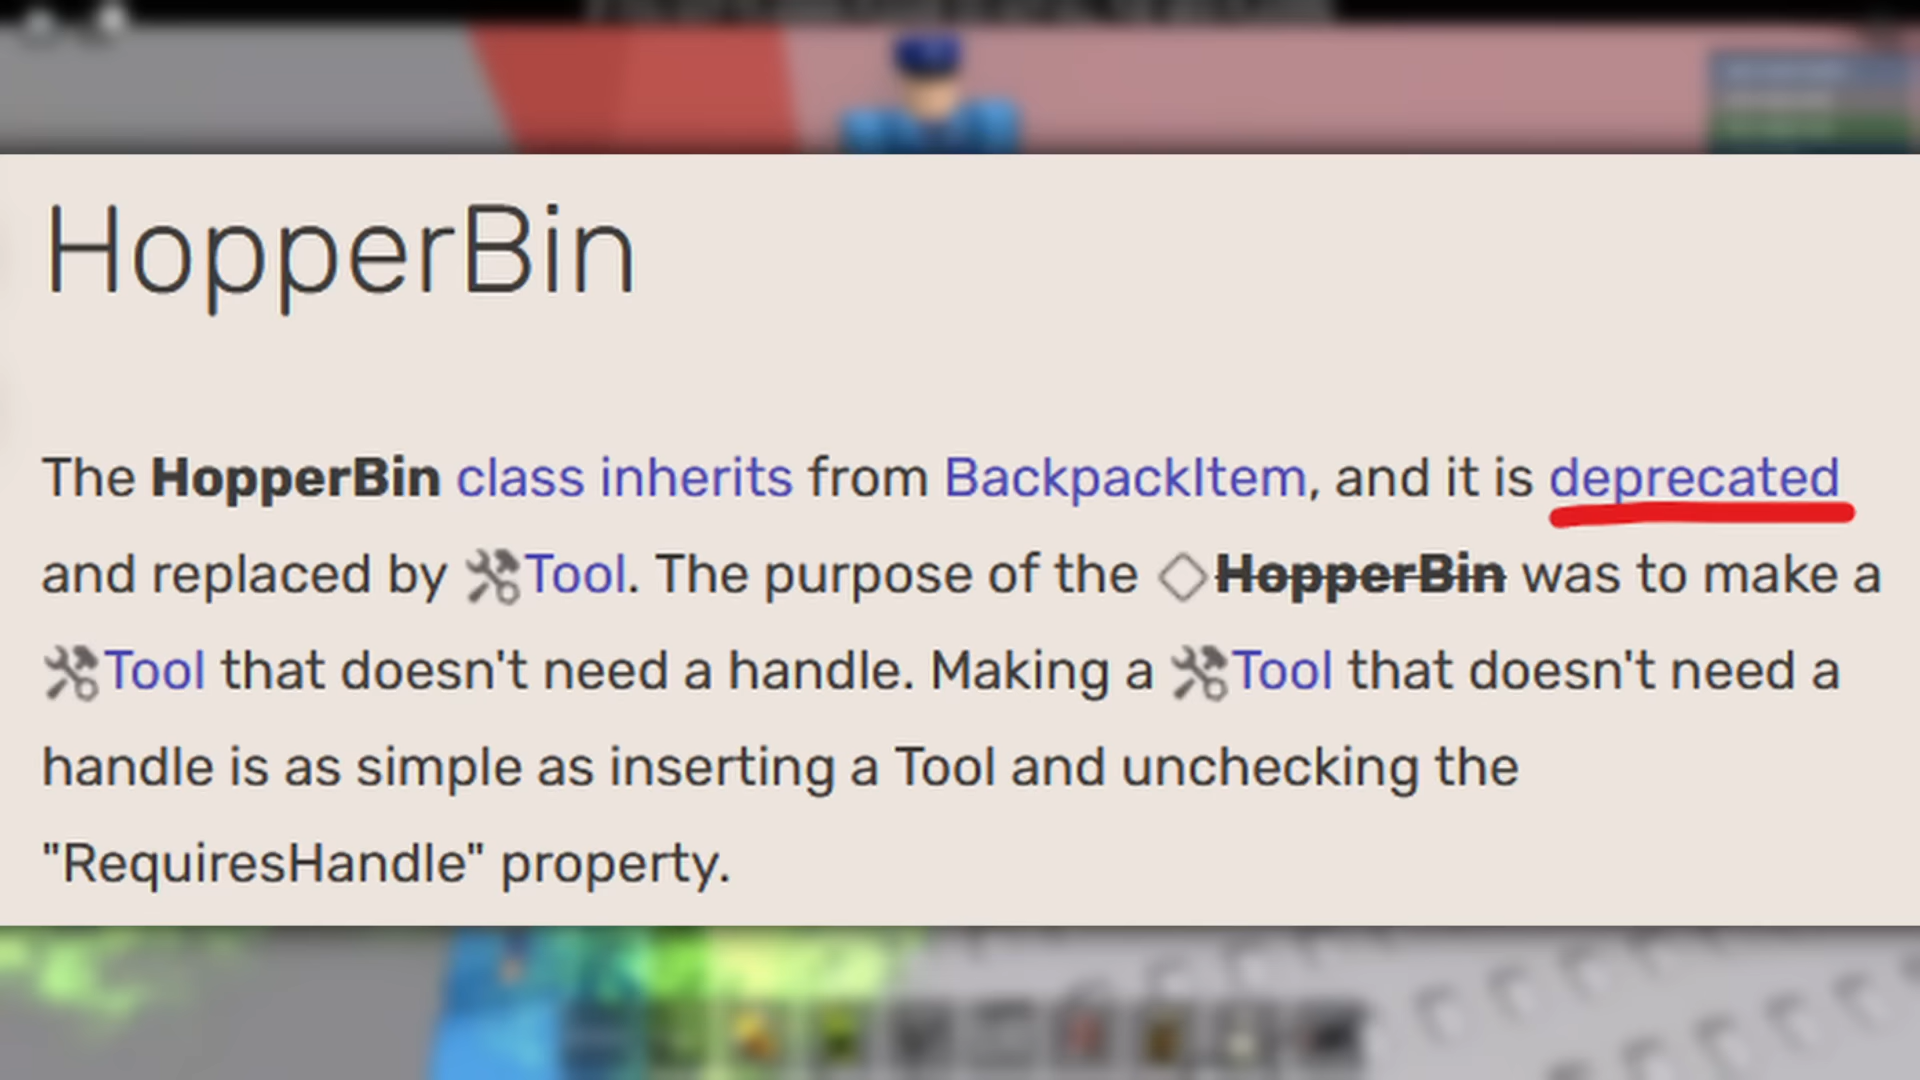 HopperBin
The HopperBin class inherits from BackpackItem, and it is deprecated
and replaced by Tool. The purpose of the HopperBin was to make a
Tool that doesn't need a handle. Making a Tool that doesn't need a
handle is as simple as inserting a Tool and unchecking the
"RequiresHandle" property.